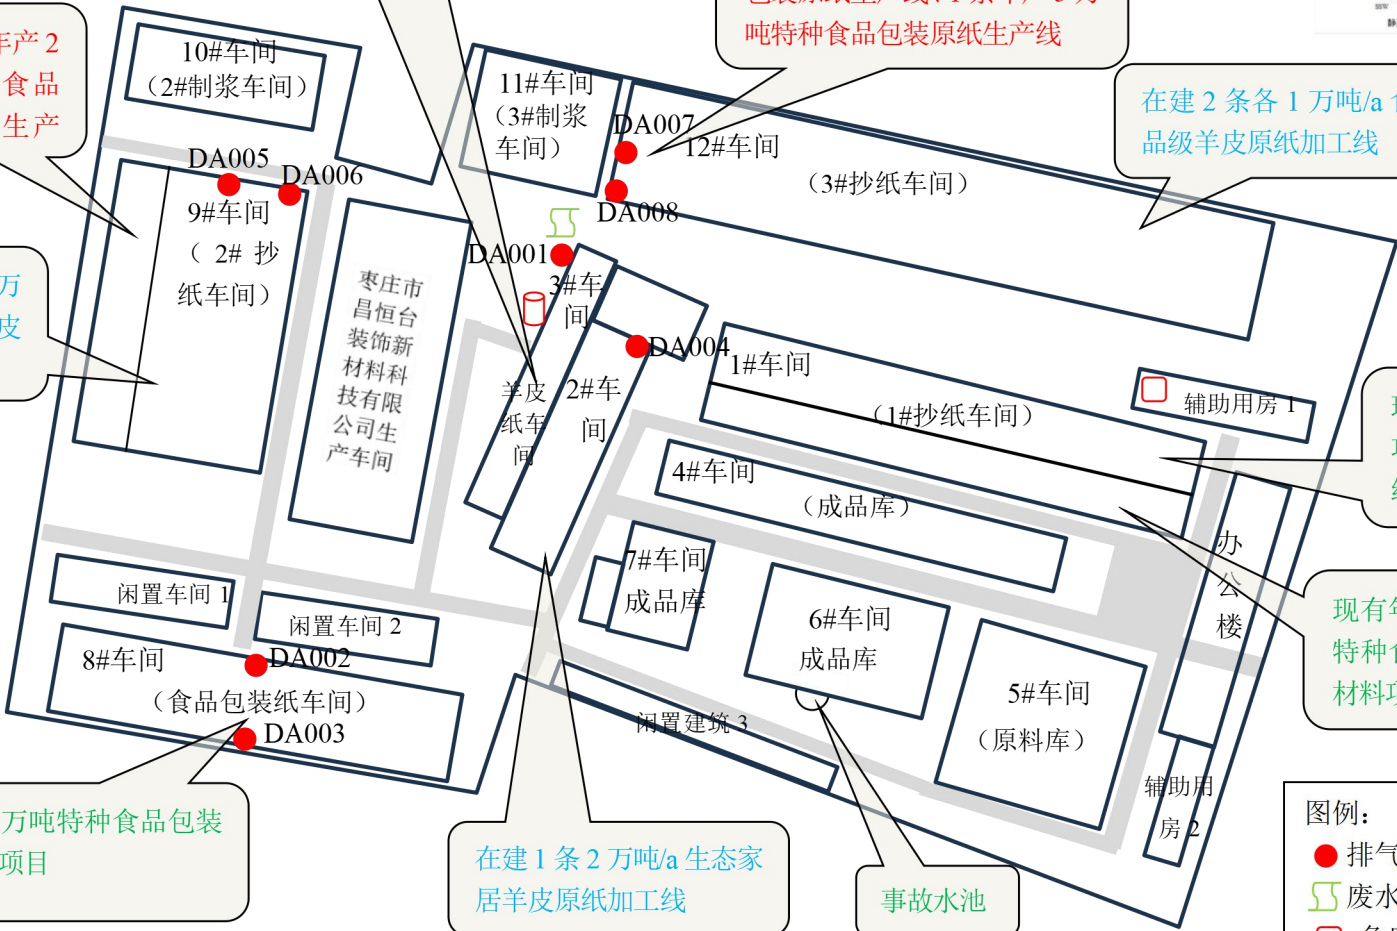 10#车间
（2#制浆车间）
年产 2
食品
生产
11#车间
（3#制浆
车间）
吨特种食品包装原纸生产线
DA007
12#车间
（3#抄纸车间）
DA008
在建 2 条各 1 万吨/a
品级羊皮原纸加工线
DA005
DA006
9#车间
（ 2# 抄
纸车间）
万
皮
枣庄市
昌恒台
装饰新
材料科
技有限
公司生
产车间
DA001
3#车
间
羊皮
纸车
间
2#车
间
DA004
1#车间
（1#抄纸车间）
辅助用房 1
4#车间
（成品库）
7#车间
成品库
6#车间
成品库
5#车间
（原料库）
办
公
楼
现有
特种
材料项
闲置车间 1
闲置车间 2
8#车间
DA002
（食品包装纸车间）
DA003
闲置建筑 3
辅助用
房 2
万吨特种食品包装
项目
在建 1 条 2 万吨/a 生态家
居羊皮原纸加工线
事故水池
图例：
排气
废水